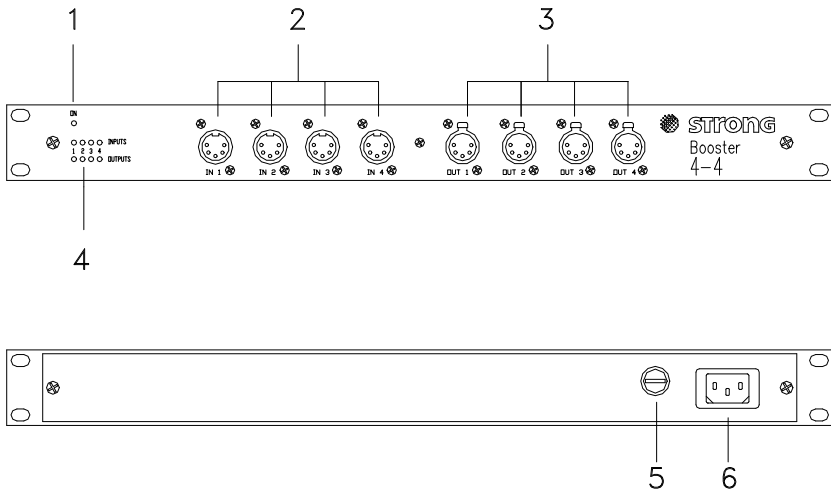 1 2 3
ON
INPUTS
1 2 3 4
OUTPUTS
IN 1 IN 2 IN 3 IN 4
OUT 1 OUT 2 OUT 3 OUT 4
STRONG
Booster
4-4
4
5 6